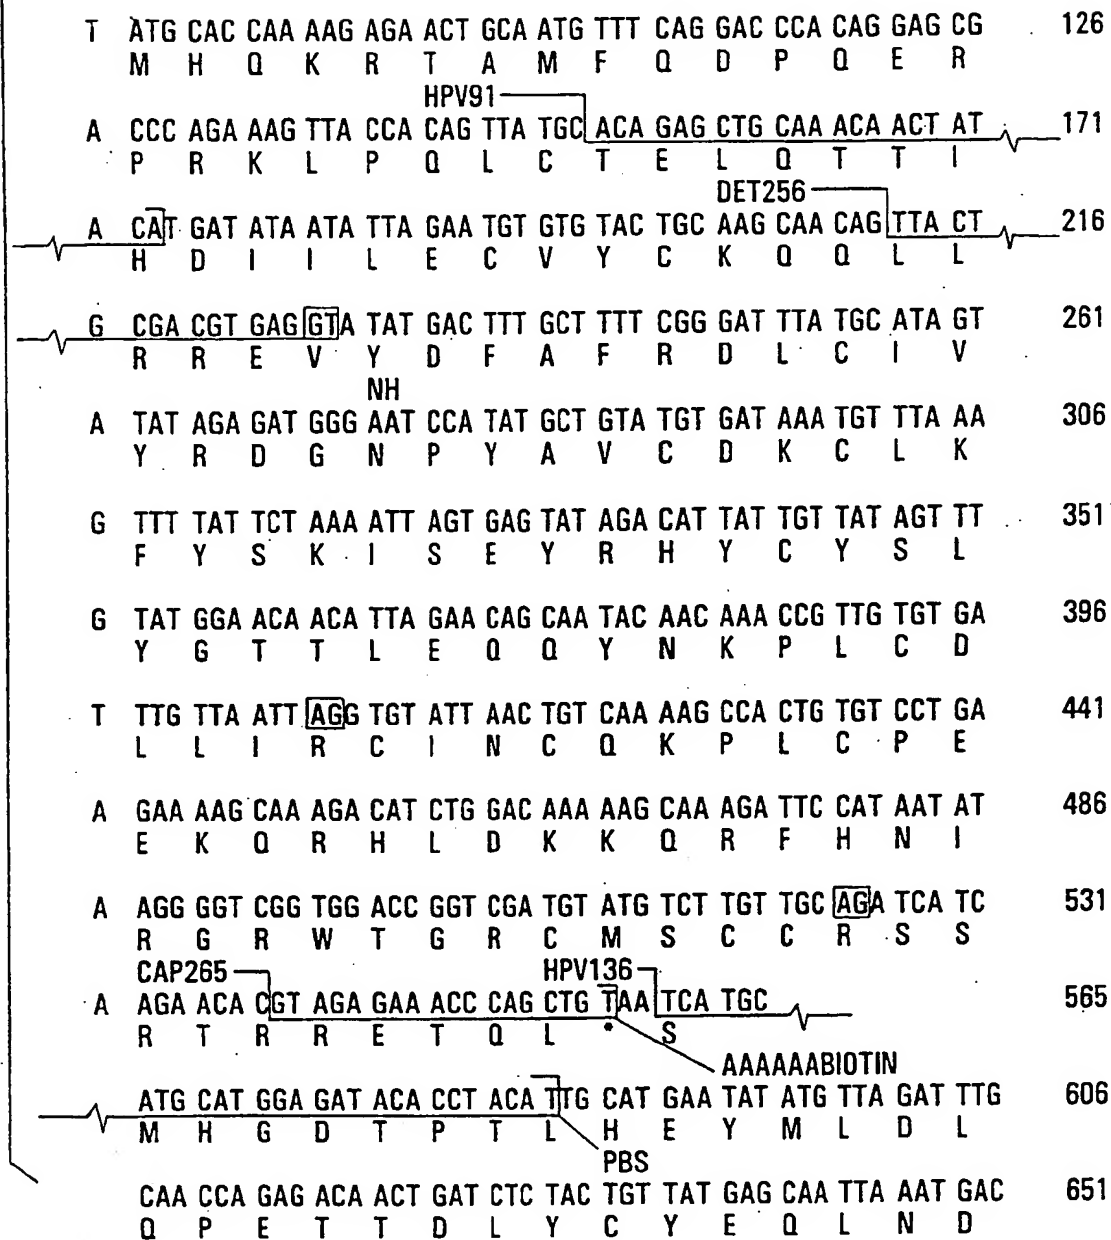 T ATG CAC CAA AAG AGA ACT GCA ATG TTT CAG GAC CCA CAG GAG CG 126
M H Q K R T A M F Q D P Q E R
HPV91
A CCC AGA AAG TTA CCA CAG TTA TGC ACA GAG CTG CAA ACA ACT AT 171
P R K L P Q L C T E L Q T T I
DET256
A CAT GAT ATA ATA TTA GAA TGT GTG TAC TGC AAG CAA CAG TTA CT 216
H D I I L E C V Y C K Q Q L L
G CGA CGT GAG GTA TAT GAC TTT GCT TTT CGG GAT TTA TGC ATA GT 261
R R E V Y D F A F R D L C I V
NH
A TAT AGA GAT GGG AAT CCA TAT GCT GTA TGT GAT AAA TGT TTA AA 306
Y R D G N P Y A V C D K C L K
G TTT TAT TCT AAA ATT AGT GAG TAT AGA CAT TAT TGT TAT AGT TT 351
F Y S K I S E Y R H Y C Y S L
G TAT GGA ACA ACA TTA GAA CAG CAA TAC AAC AAA CCG TTG TGT GA 396
Y G T T L E Q Q Y N K P L C D
T TTG TTA ATT AGG TGT ATT AAC TGT CAA AAG CCA CTG TGT CCT GA 441
L L I R C I N C Q K P L C P E
A GAA AAG CAA AGA CAT CTG GAC AAA AAG CAA AGA TTC CAT AAT AT 486
E K Q R H L D K K Q R F H N I
A AGG GGT CGG TGG ACC GGT CGA TGT ATG TCT TGT TGC AGA TCA TC 531
R G R W T G R C M S C C R S S
CAP265 HPV136
A AGA ACA CGT AGA GAA ACC CAG CTG TAA TCA TGC 565
R T R R E T Q L * S
AAAAAABIOTIN
ATG CAT GGA GAT ACA CCT ACA TTG CAT GAA TAT ATG TTA GAT TTG 606
M H G D T P T L H E Y M L D L
PBS
CAA CCA GAG ACA ACT GAT CTC TAC TGT TAT GAG CAA TTA AAT GAC 651
Q P E T T D L Y C Y E Q L N D